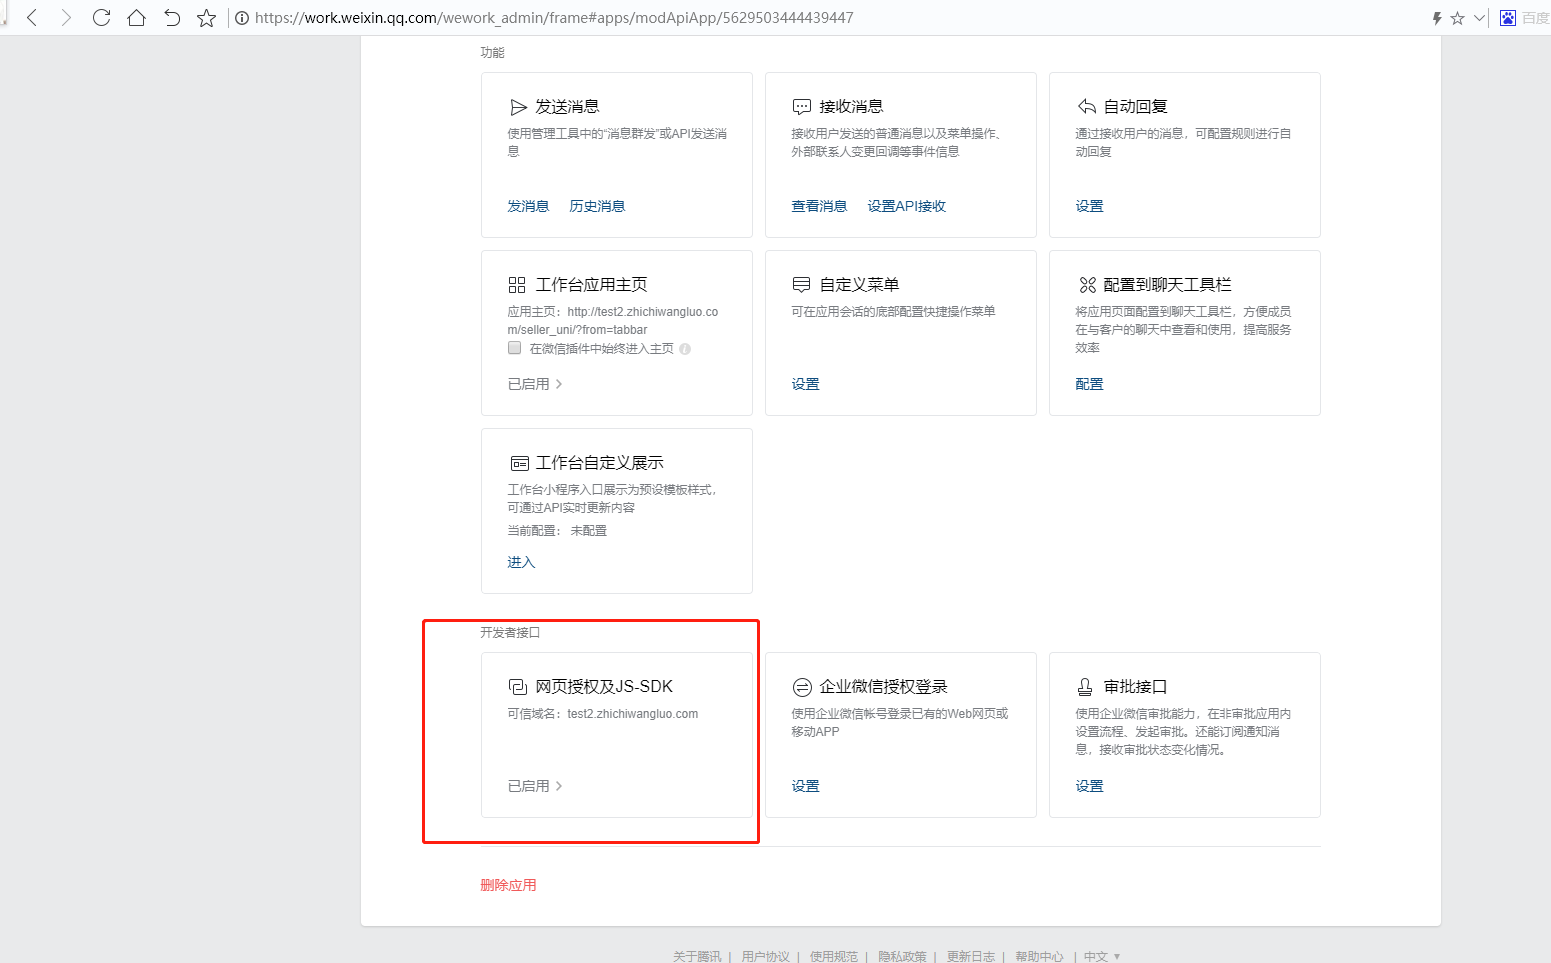 https://work.weixin.qq.com/wework_admin/frame#apps/modApiApp/5629503444439447
百度
功能
发送消息
使用管理工具中的“消息群发”或API发送消
息
发消息 历史消息
接收消息
接收用户发送的普通消息以及菜单操作、
外部联系人变更回调等事件信息
查看消息 设置API接收
自动回复
通过接收用户的消息，可配置规则进行自
动回复
设置
工作台应用主页
应用主页：http://test2.zhichiwangluo.co
m/seller_uni/?from=tabbar
在微信插件中始终进入主页
已启用
自定义菜单
可在应用会话的底部配置快捷操作菜单
设置
配置到聊天工具栏
将应用页面配置到聊天工具栏，方便成员
在与客户的聊天中查看和使用，提高服务
效率
配置
工作台自定义展示
工作台小程序入口展示为预设模板样式，
可通过API实时更新内容
当前配置： 未配置
进入
开发者接口
网页授权及JS-SDK
可信域名：test2.zhichiwangluo.com
已启用
企业微信授权登录
使用企业微信帐号登录已有的Web网页或
移动APP
设置
审批接口
使用企业微信审批能力，在非审批应用内
设置流程、发起审批。还能订阅通知消
息，接收审批状态变化情况。
设置
删除应用
关于腾讯 | 用户协议 | 使用规范 | 隐私政策 | 更新日志 | 帮助中心 | 中文